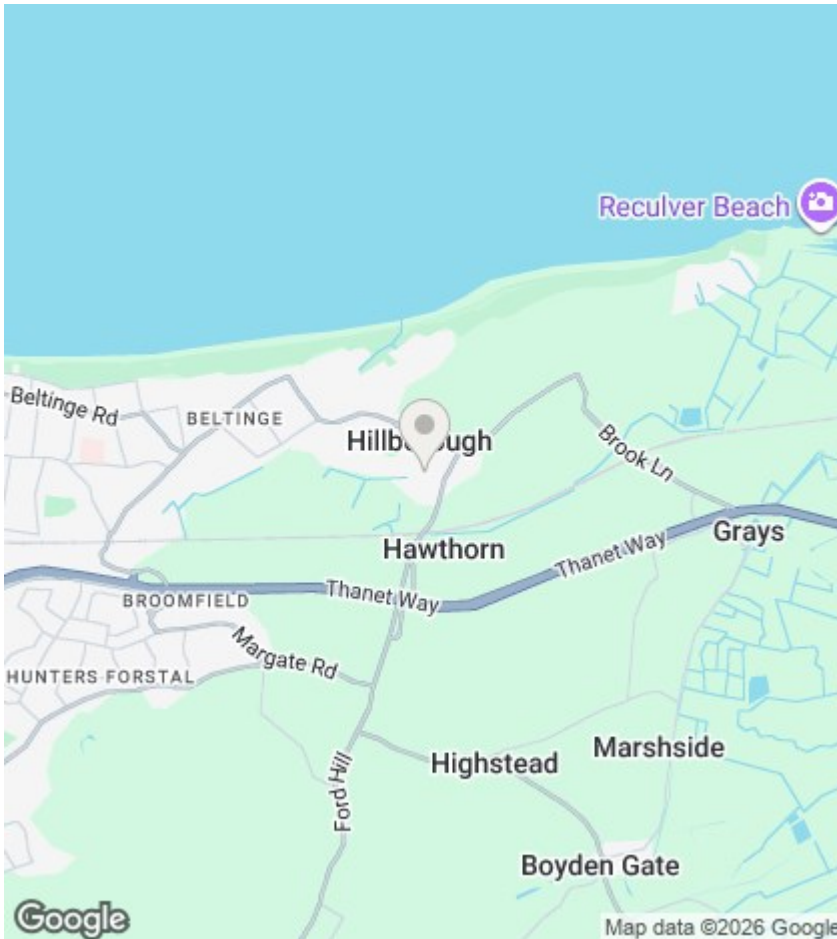 Reculver Beach
Beltinge Rd
BELTINGE
Hillborough
Brook Ln
Hawthorn
Grays
Thanet Way
Thanet Way
BROOMFIELD
Margate Rd
HUNTERS FORSTAL
Marshside
Highstead
Ford Hill
Boyden Gate
Google
Map data ©2026 Google